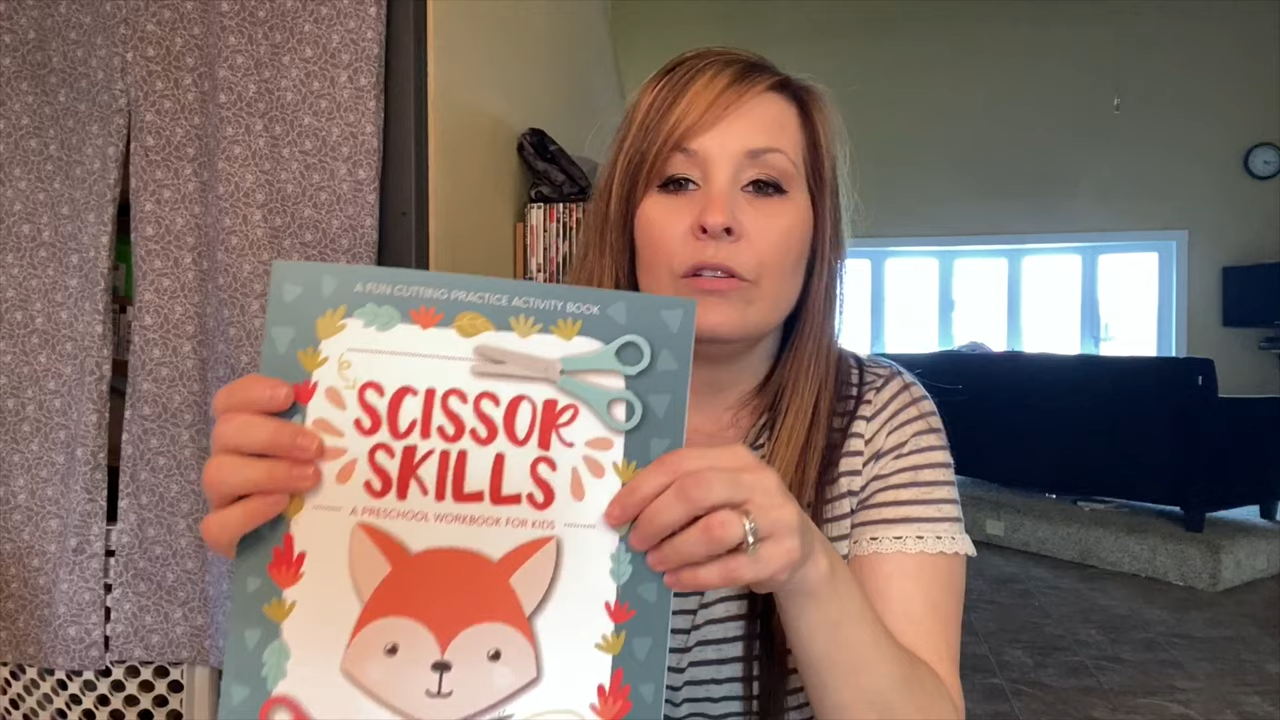 A FUN CUTTING PRACTICE ACTIVITY BOOK
SCISSOR
SKILLS
A PRESCHOOL WORKBOOK FOR KIDS